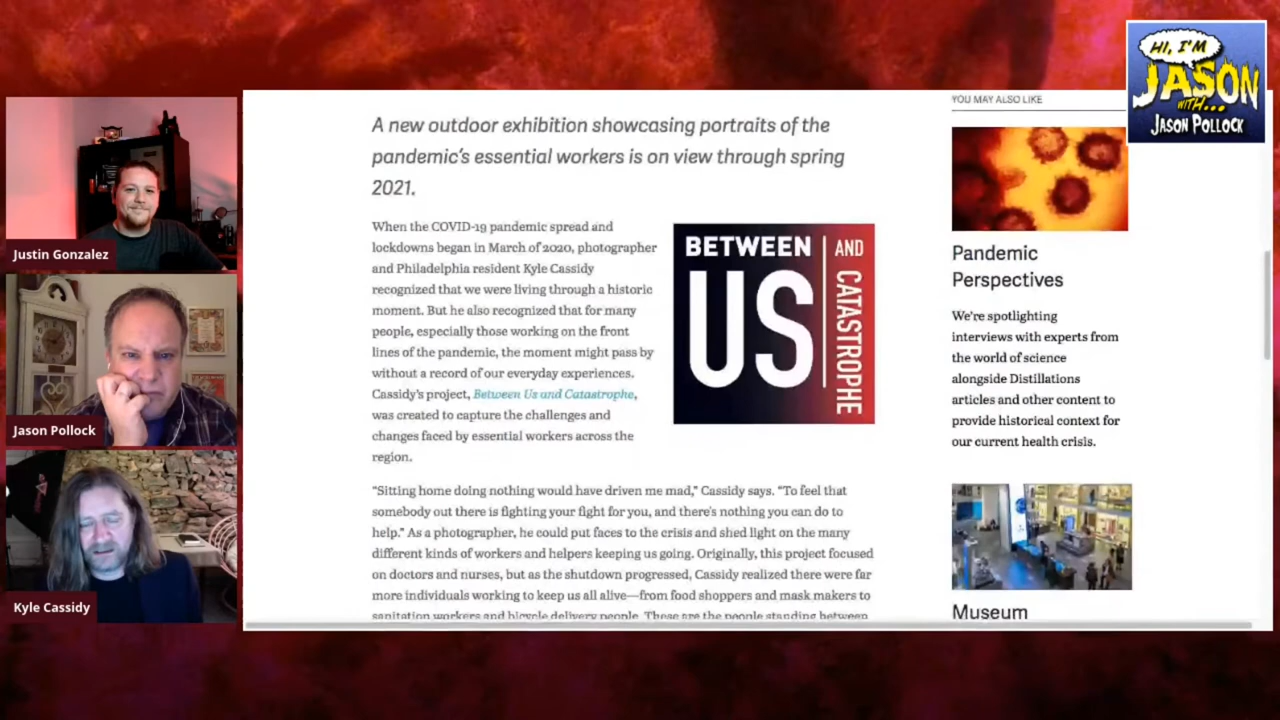 HI, I'M
JASON
WITH...
JASON POLLOCK
Justin Gonzalez
Jason Pollock
Kyle Cassidy
A new outdoor exhibition showcasing portraits of the
pandemic's essential workers is on view through spring
2021.
When the COVID-19 pandemic spread and
lockdowns began in March of 2020, photographer
and Philadelphia resident Kyle Cassidy
recognized that we were living through a historic
moment. But he also recognized that for many
people, especially those working on the front
lines of the pandemic, the moment might pass by
without a record of our everyday experiences.
Cassidy's project, Between Us and Catastrophe,
was created to capture the challenges and
changes faced by essential workers across the
region.
BETWEEN
US
AND
CATASTROPHE
“Sitting home doing nothing would have driven me mad,” Cassidy says. “To feel that
somebody out there is fighting your fight for you, and there's nothing you can do to
help.” As a photographer, he could put faces to the crisis and shed light on the many
different kinds of workers and helpers keeping us going. Originally, this project focused
on doctors and nurses, but as the shutdown progressed, Cassidy realized there were far
more individuals working to keep us all alive—from food shoppers and mask makers to
sanitation workers and bicycle delivery people. These are the people standing between
YOU MAY ALSO LIKE
Pandemic
Perspectives
We're spotlighting
interviews with experts from
the world of science
alongside Distillations
articles and other content to
provide historical context for
our current health crisis.
Museum